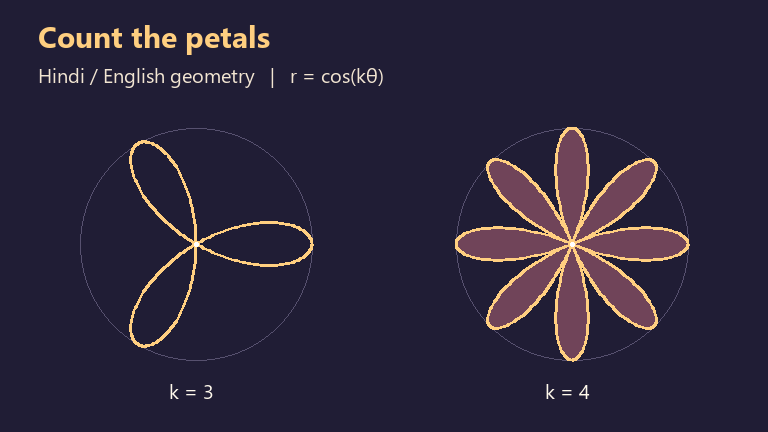 Count the petals
Hindi / English geometry | r = cos(kθ)
k = 3
k = 4